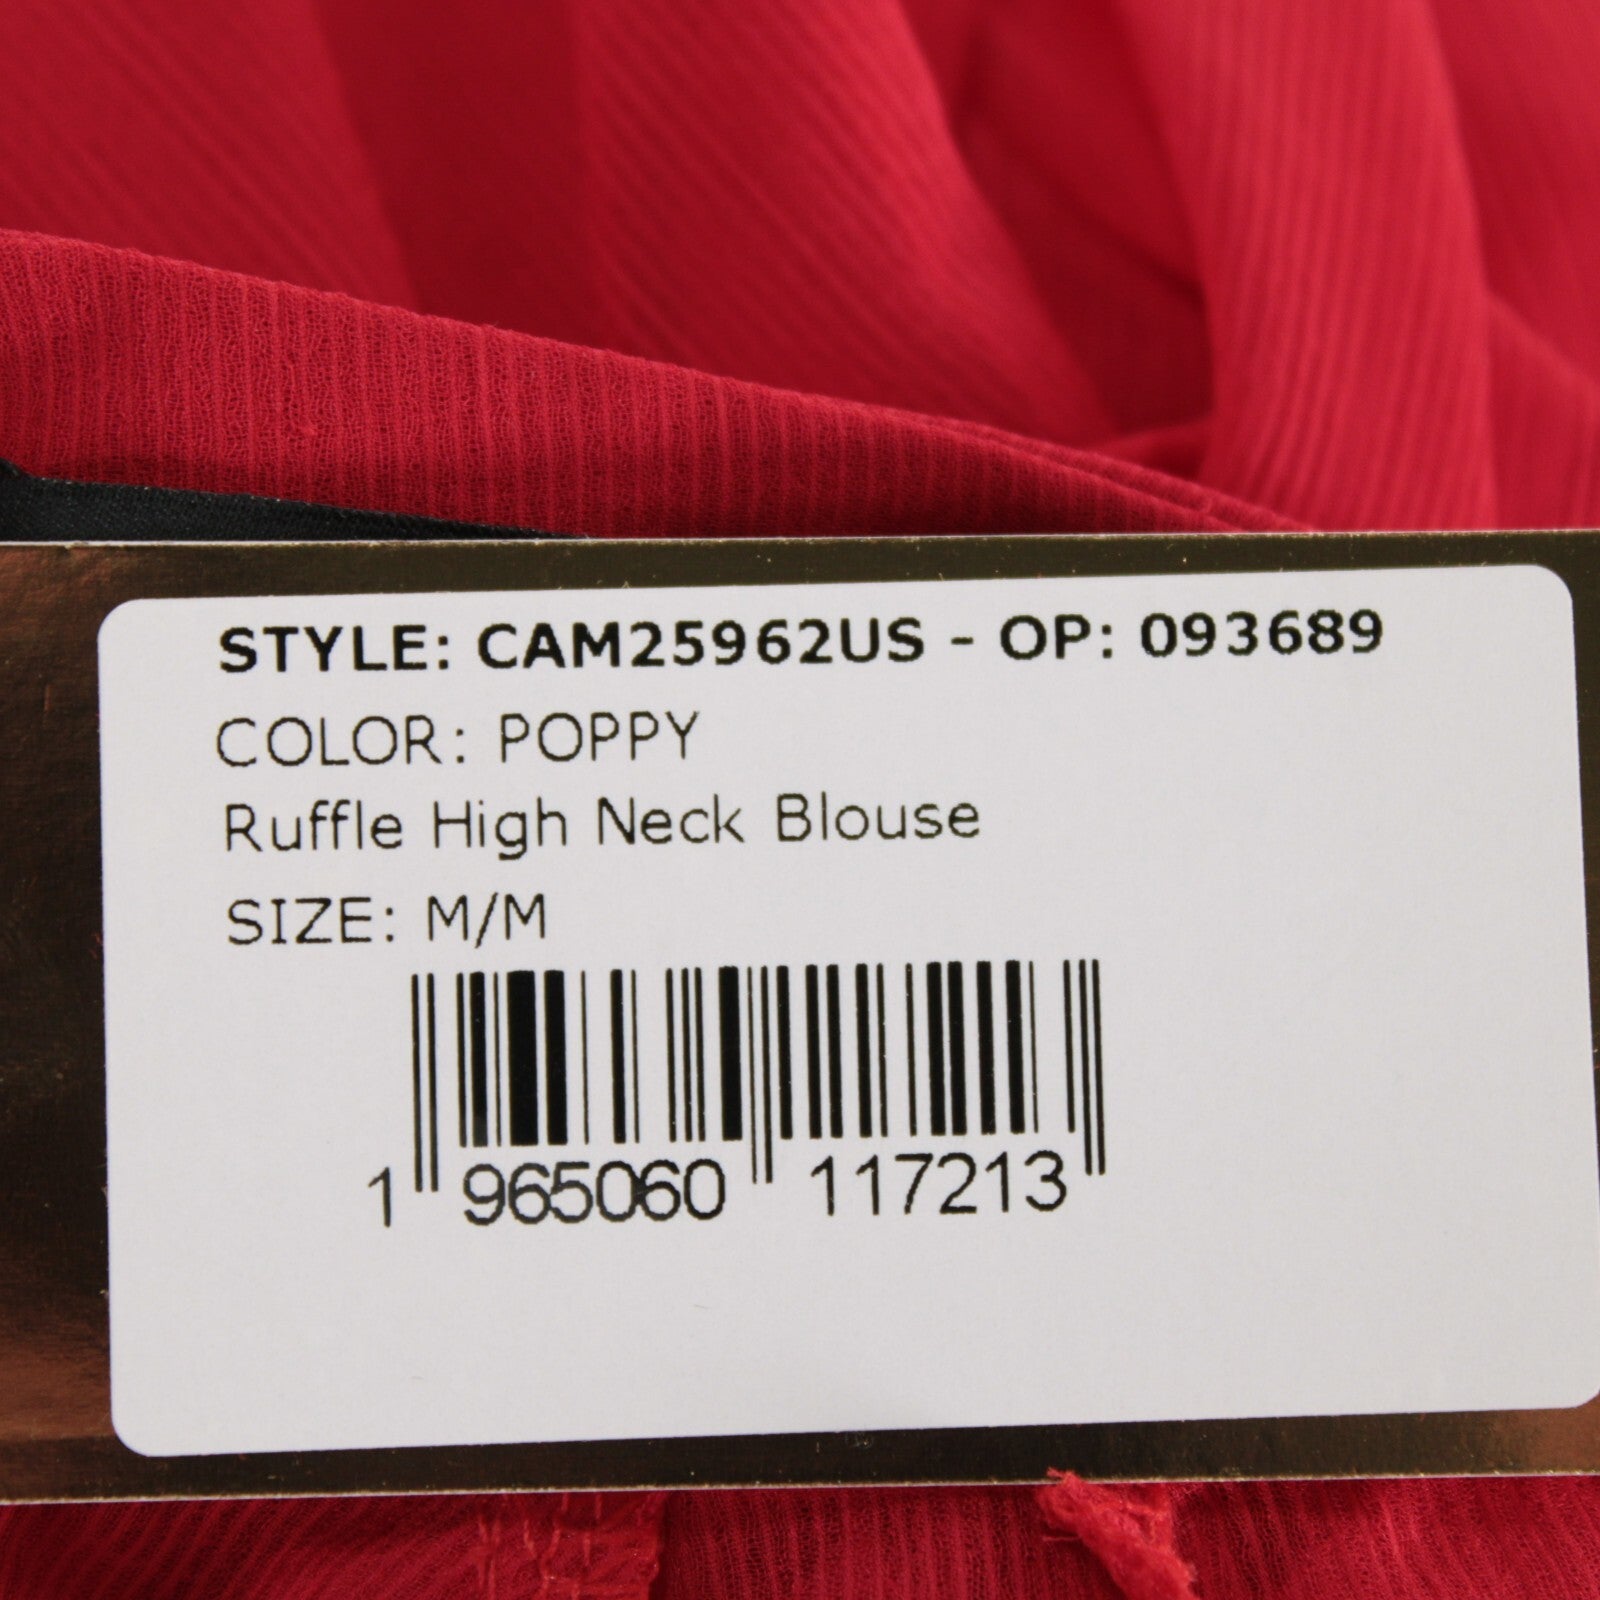 STYLE: CAM25962US - OP: 093689
COLOR: POPPY
Ruffle High Neck Blouse
SIZE: M/M
1 965060 117213